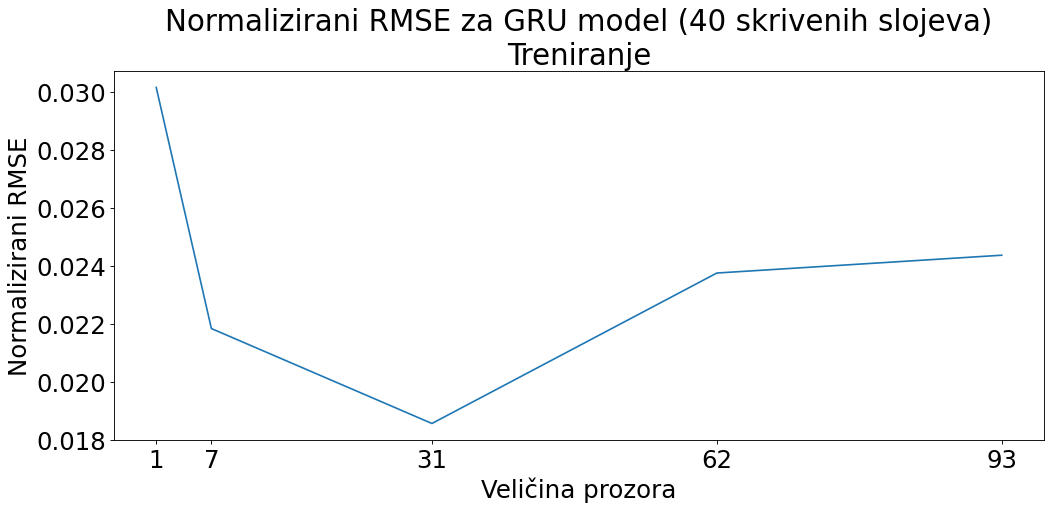 Normalizirani RMSE za GRU model (40 skrivenih slojeva)
Treniranje
Normalizirani RMSE
0.030
0.028
0.026
0.024
0.022
0.020
0.018
1 7 31 62 93
Veličina prozora